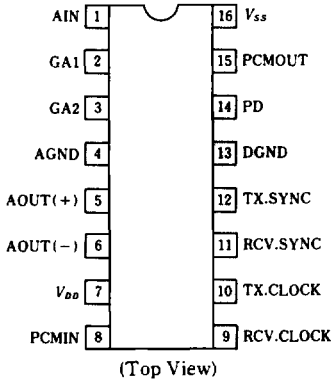 AIN 1 16 Vss
GA1 2 15 PCMOUT
GA2 3 14 PD
AGND 4 13 DGND
AOUT(+) 5 12 TX.SYNC
AOUT(−) 6 11 RCV.SYNC
VDD 7 10 TX.CLOCK
PCMIN 8 9 RCV.CLOCK
(Top View)